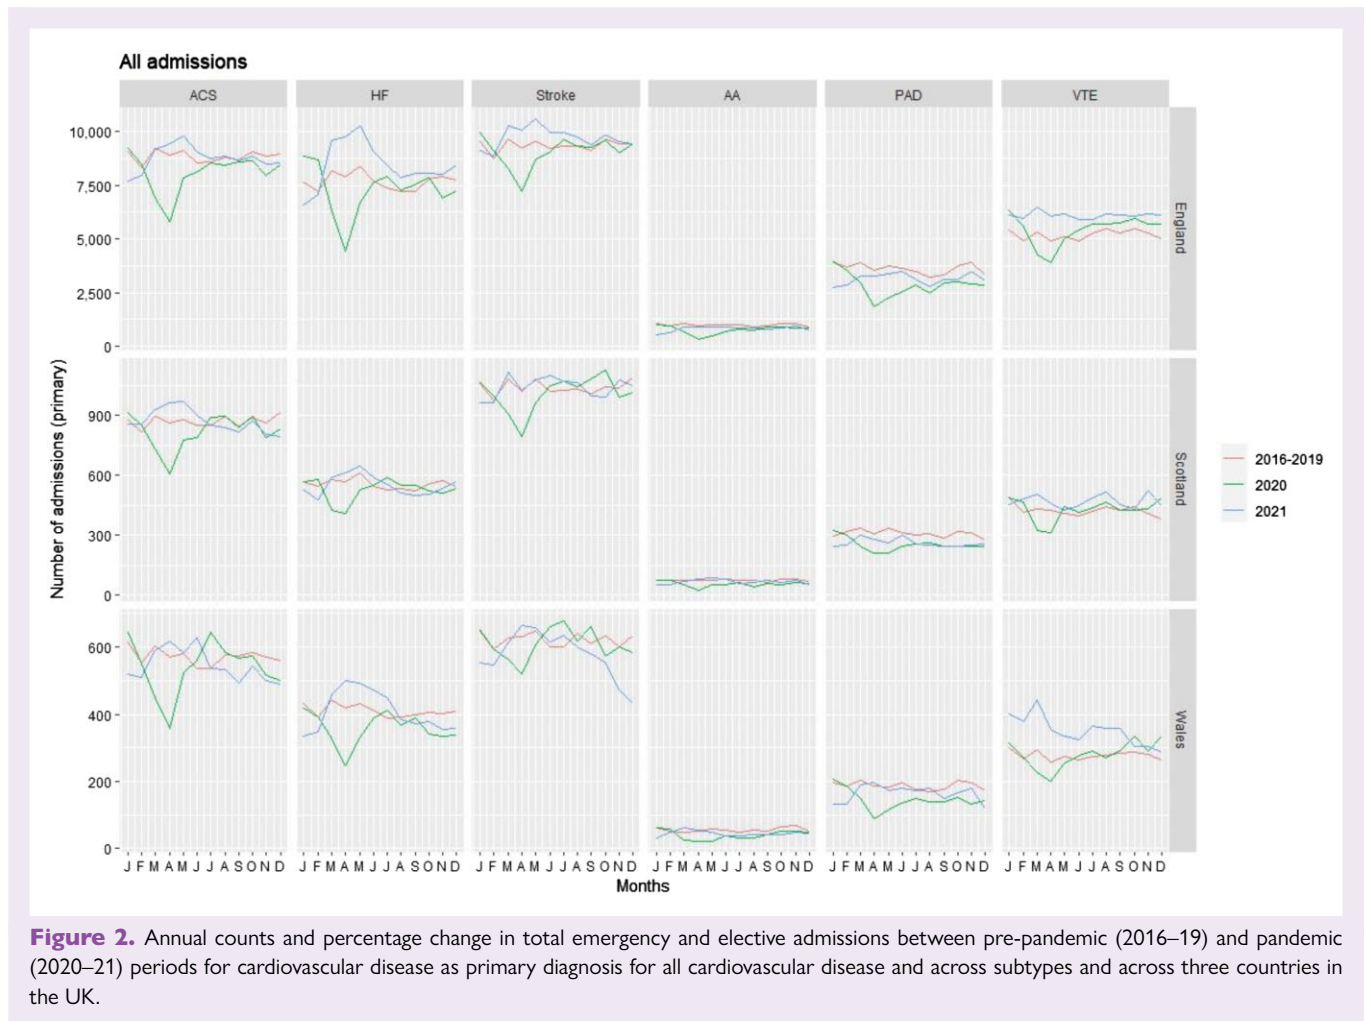 All admissions
ACS HF Stroke AA PAD VTE
10,000
7,500
5,000
2,500
0
England
900
600
300
0
Scotland
600
400
200
0
Wales
Number of admissions (primary)
J F M A M J J A S O N D J F M A M J J A S O N D J F M A M J J A S O N D J F M A M J J A S O N D J F M A M J J A S O N D J F M A M J J A S O N D
Months
2016-2019
2020
2021
Figure 2. Annual counts and percentage change in total emergency and elective admissions between pre-pandemic (2016–19) and pandemic
(2020–21) periods for cardiovascular disease as primary diagnosis for all cardiovascular disease and across subtypes and across three countries in
the UK.